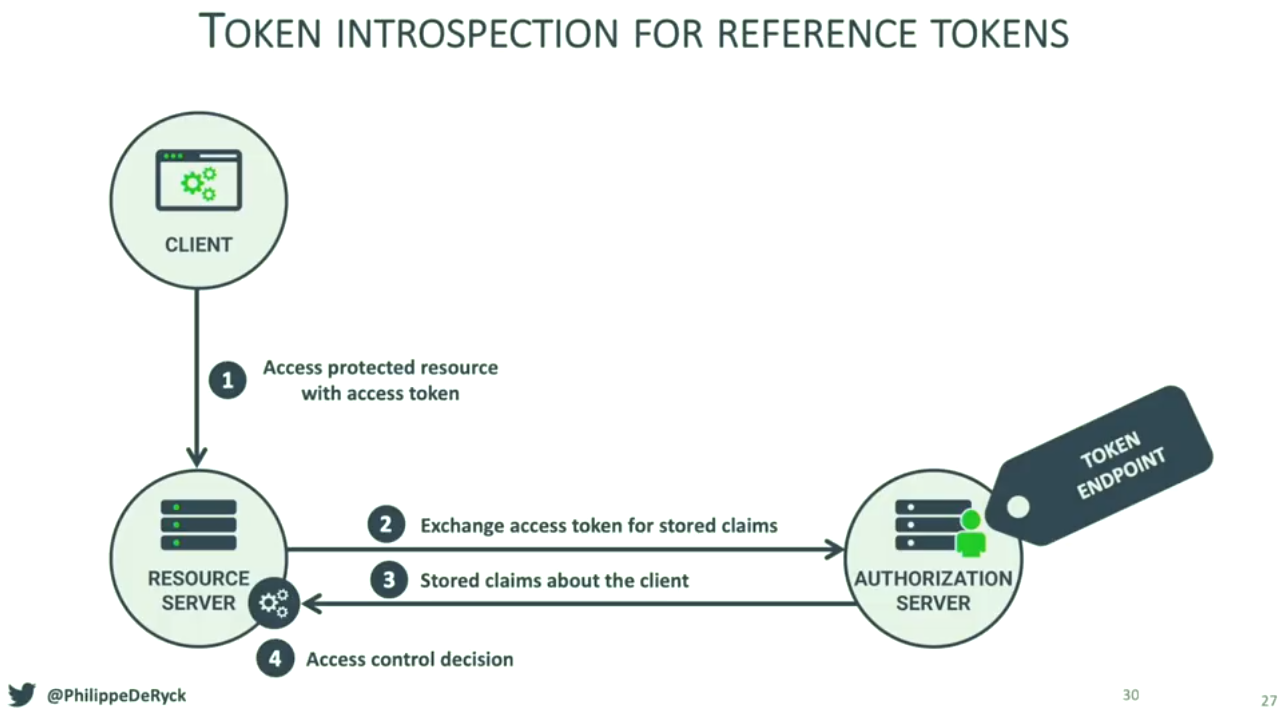 TOKEN INTROSPECTION FOR REFERENCE TOKENS
CLIENT
1
Access protected resource
with access token
TOKEN
ENDPOINT
2 Exchange access token for stored claims
3 Stored claims about the client
RESOURCE
SERVER
AUTHORIZATION
SERVER
4 Access control decision
@PhilippeDeRyck
30
27